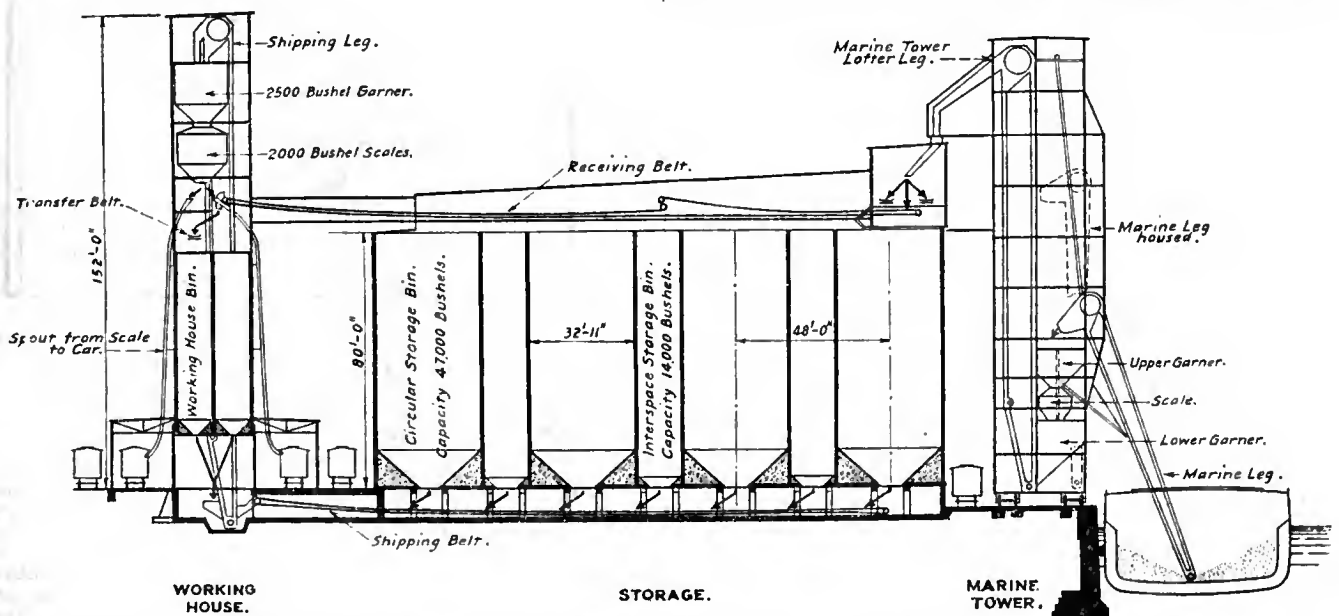 Shipping Leg.
2500 Bushel Garner.
2000 Bushel Scales.
Transfer Belt.
152'-0"
Spout from Scale
to Car.
Working House Bin.
Receiving Belt.
80'-0"
Circular Storage Bin.
Capacity 47,000 Bushels.
32'-11"
Interspace Storage Bin.
Capacity 14,000 Bushels.
48'-0"
Shipping Belt.
Marine Tower
Lofter Leg.
Marine Leg
housed.
Upper Garner.
Scale.
Lower Garner.
Marine Leg.
WORKING
HOUSE.
STORAGE.
MARINE
TOWER.